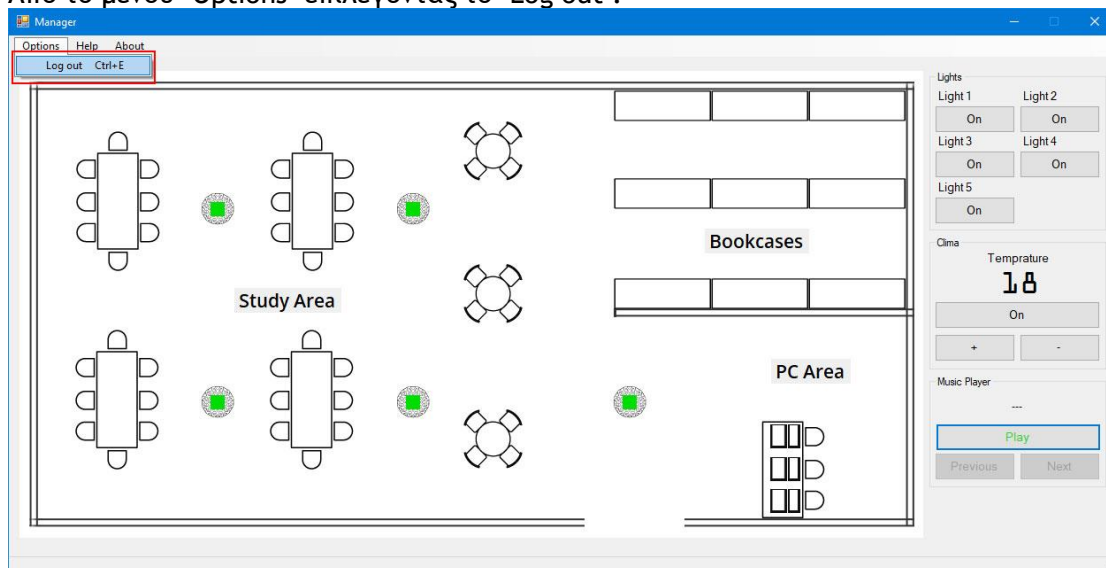 Από το μενού "Options" επιλέγοντας το "Log out".
Manager
Options Help About
Log out Ctrl+E
Lights
Light 1 Light 2
On On
Light 3 Light 4
On On
Light 5
On
Bookcases
Clima
Temprature
18
On
Study Area
+ -
PC Area
Music Player
---
Play
Previous Next